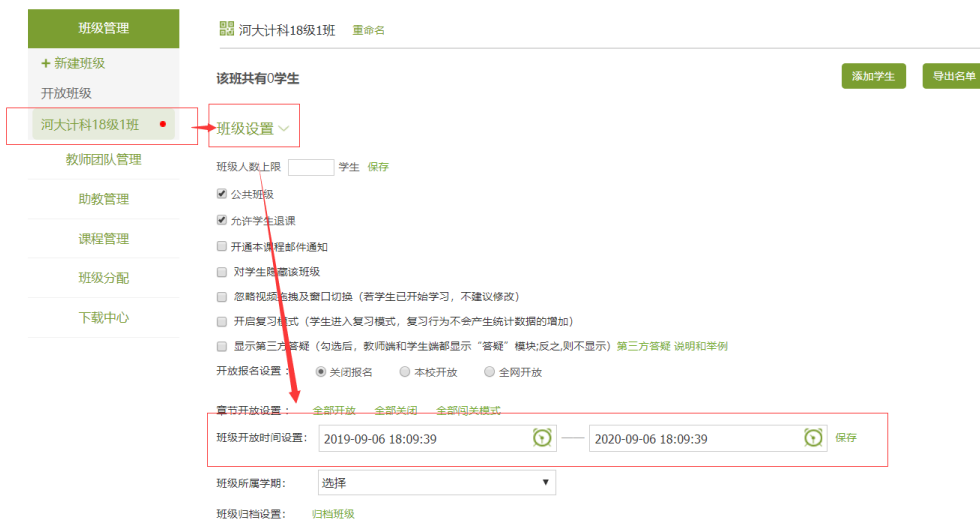 班级管理
+ 新建班级
开放班级
河大计科18级1班
教师团队管理
助教管理
课程管理
班级分配
下载中心
河大计科18级1班 重命名
该班共有0学生 添加学生 导出名单
班级设置
班级人数上限 学生 保存
公共班级
允许学生退课
开通本课程邮件通知
对学生隐藏该班级
忽略视频拖拽及窗口切换（若学生已开始学习，不建议修改）
开启复习模式（学生进入复习模式，复习行为不会产生统计数据的增加）
显示第三方答疑（勾选后，教师端和学生端都显示“答疑”模块;反之,则不显示）第三方答疑 说明和举例
开放报名设置： 关闭报名 本校开放 全网开放
章节开放设置： 全部开放 全部关闭 全部闯关模式
班级开放时间设置： 2019-09-06 18:09:39 —— 2020-09-06 18:09:39 保存
班级所属学期： 选择
班级归档设置： 归档班级